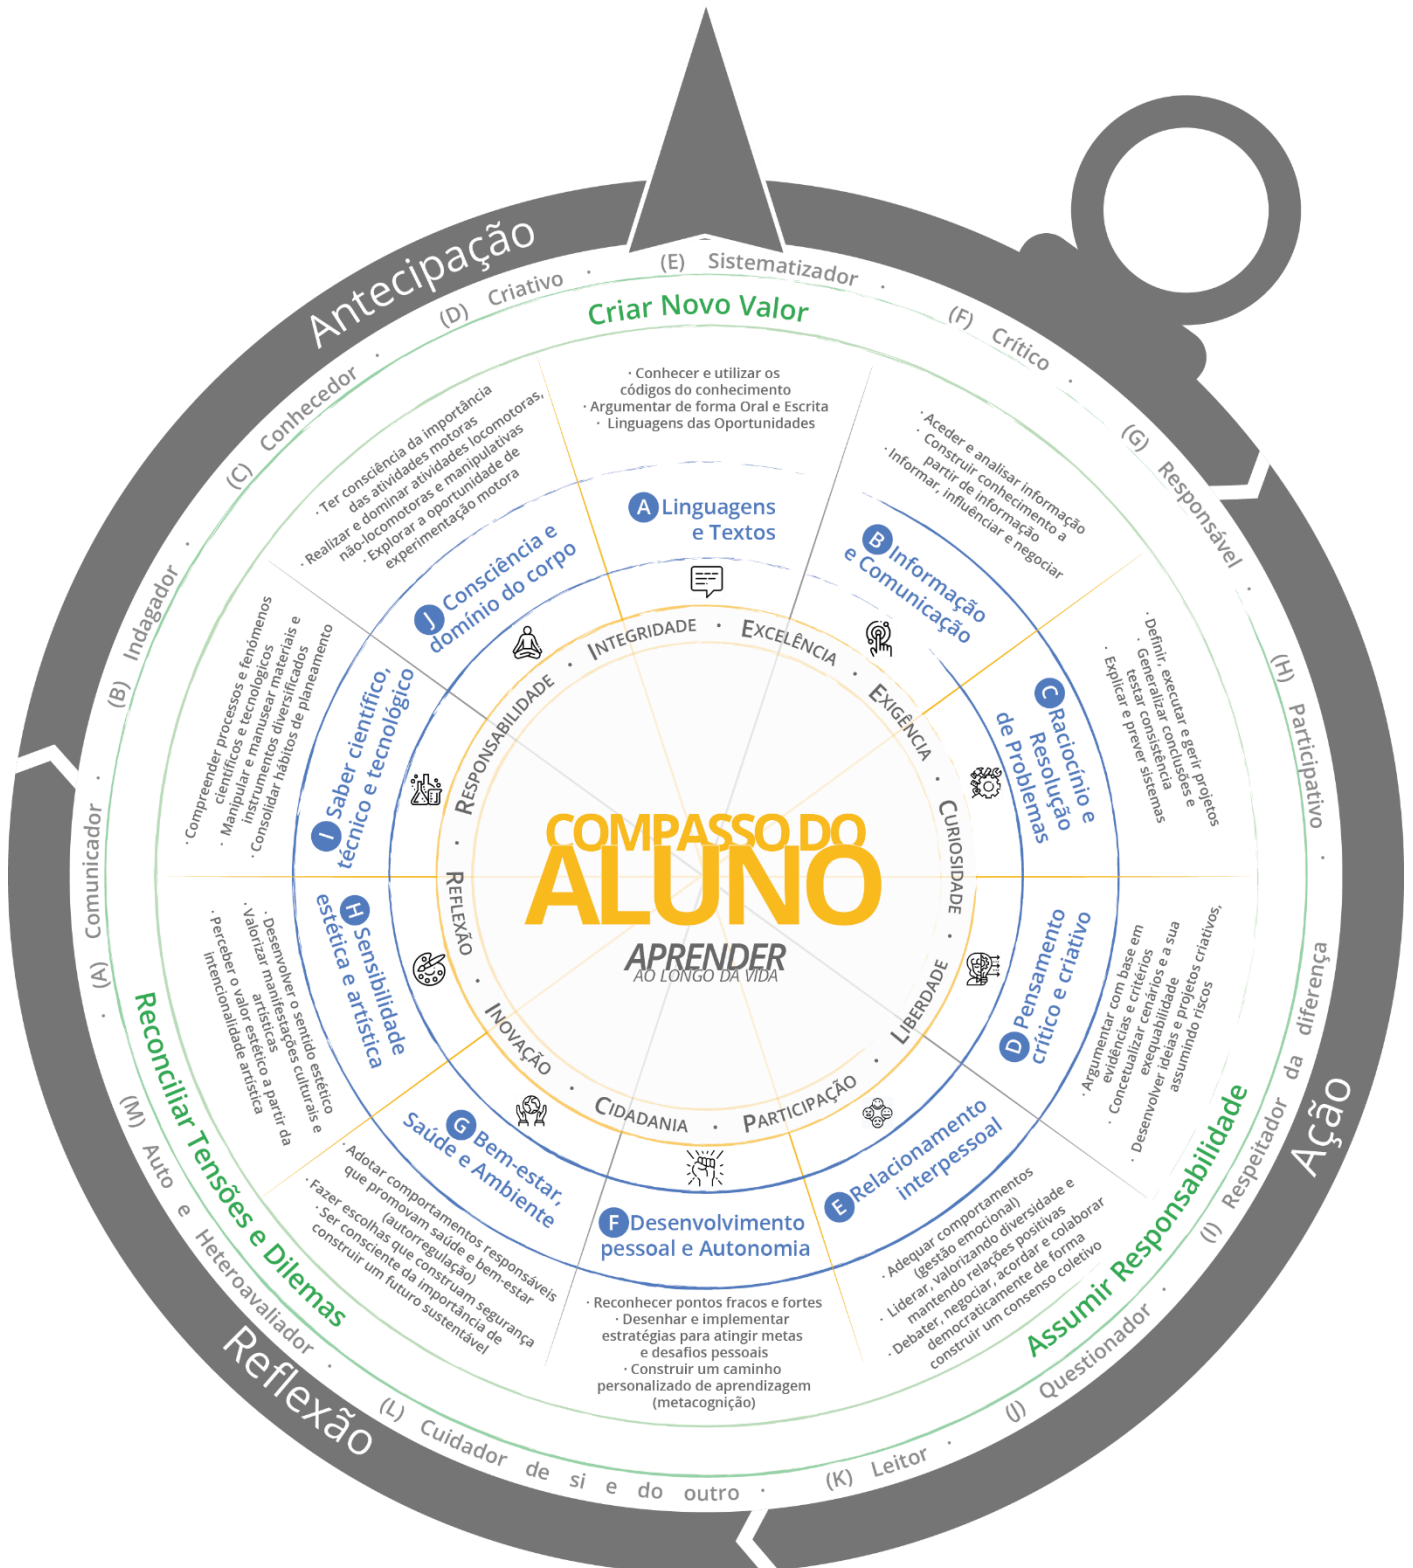 Antecipação
Ação
Reflexão
(A) Comunicador ·
(B) Indagador ·
(C) Conhecedor ·
(D) Criativo ·
(E) Sistematizador ·
(F) Crítico ·
(G) Responsável ·
(H) Participativo ·
(I) Respeitador da diferença
(J) Questionador ·
(K) Leitor ·
(L) Cuidador de si e do outro ·
(M) Auto e Heteroavaliador ·
Criar Novo Valor
Assumir Responsabilidade
Reconciliar Tensões e Dilemas
· Conhecer e utilizar os
códigos do conhecimento
· Argumentar de forma Oral e Escrita
· Linguagens das Oportunidades
A Linguagens
e Textos
· Aceder e analisar informação
· Construir conhecimento a
partir de informação
· Informar, influênciar e negociar
B Informação
e Comunicação
· Definir, executar e gerir projetos
· Generalizar conclusões e
testar consistência
· Explicar e prever sistemas
C Raciocínio e
Resolução
de Problemas
· Argumentar com base em
evidências e critérios
· Concetualizar cenários e a sua
exequabilidade
· Desenvolver ideias e projetos criativos,
assumindo riscos
D Pensamento
crítico e criativo
· Adequar comportamentos
(gestão emocional)
· Liderar, valorizando diversidade e
mantendo relações positivas
· Debater, negociar, acordar e colaborar
democraticamente de forma
construir um consenso coletivo
E Relacionamento
interpessoal
F Desenvolvimento
pessoal e Autonomia
· Reconhecer pontos fracos e fortes
· Desenhar e implementar
estratégias para atingir metas
e desafios pessoais
· Construir um caminho
personalizado de aprendizagem
(metacognição)
G Bem-estar,
Saúde e Ambiente
· Adotar comportamentos responsáveis
que promovam saúde e bem-estar
(autorregulação)
· Fazer escolhas que construam segurança
· Ser consciente da importância de
construir um futuro sustentável
H Sensibilidade
estética e artística
· Desenvolver o sentido estético
· Valorizar manifestações culturais e
artísticas
· Perceber o valor estético a partir da
intencionalidade artística
· Compreender processos e fenómenos
científicos e tecnologicos
· Manipular e manusear materiais e
instrumentos diversificados
· Consolidar hábitos de planeamento
I Saber científico,
técnico e tecnológico
· Ter consciência da importância
das atividades motoras
· Realizar e dominar atividades locomotoras,
não-locomotoras e manipulativas
· Explorar a oportunidade de
experimentação motora
J Consciência e
domínio do corpo
INTEGRIDADE ·
EXCELÊNCIA ·
EXIGÊNCIA ·
CURIOSIDADE ·
LIBERDADE ·
PARTICIPAÇÃO ·
CIDADANIA ·
INOVAÇÃO ·
REFLEXÃO ·
RESPONSABILIDADE ·
COMPASSO DO
ALUNO
APRENDER
AO LONGO DA VIDA